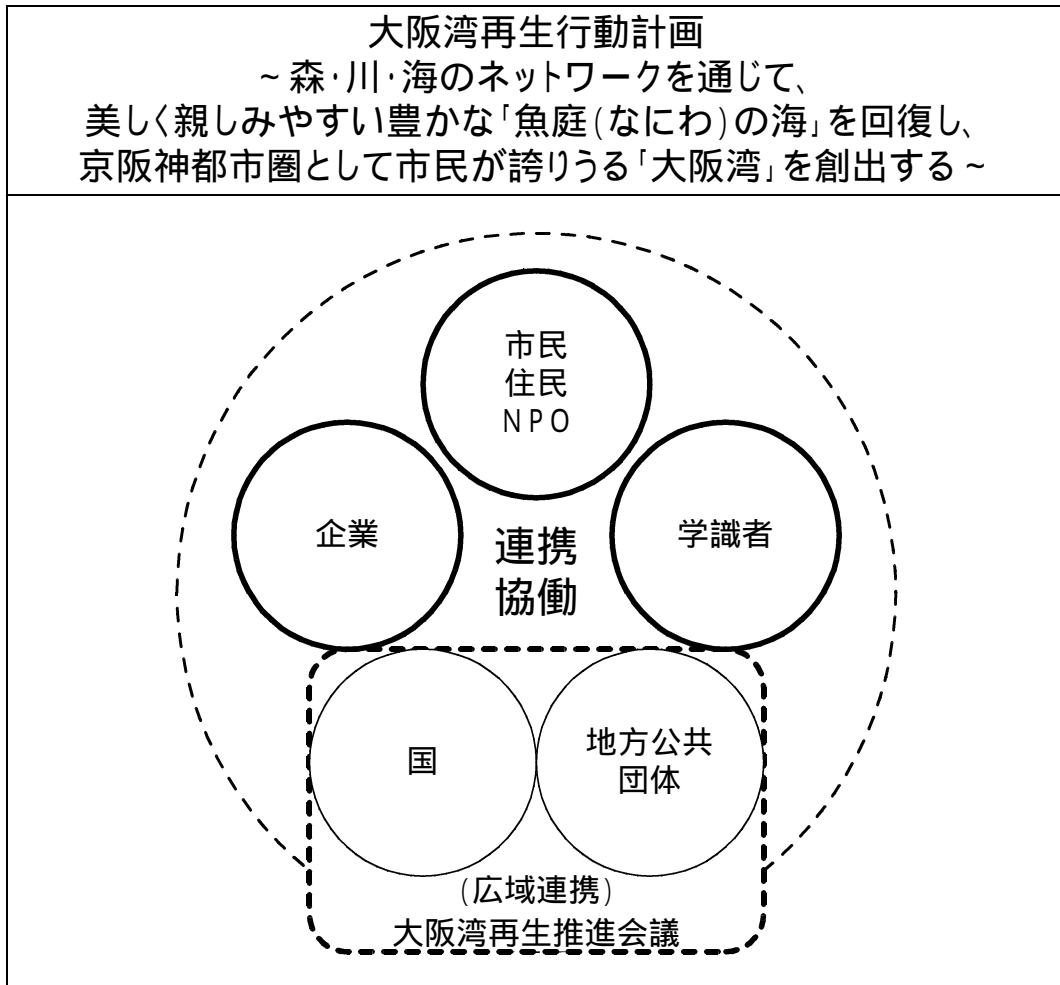 大阪湾再生行動計画
~森・川・海のネットワークを通じて、
美しく親しみやすい豊かな「魚庭(なにわ)の海」を回復し、
京阪神都市圏として市民が誇りうる「大阪湾」を創出する~
市民
住民
NPO
企業
学識者
連携
協働
国
地方公共
団体
(広域連携)
大阪湾再生推進会議